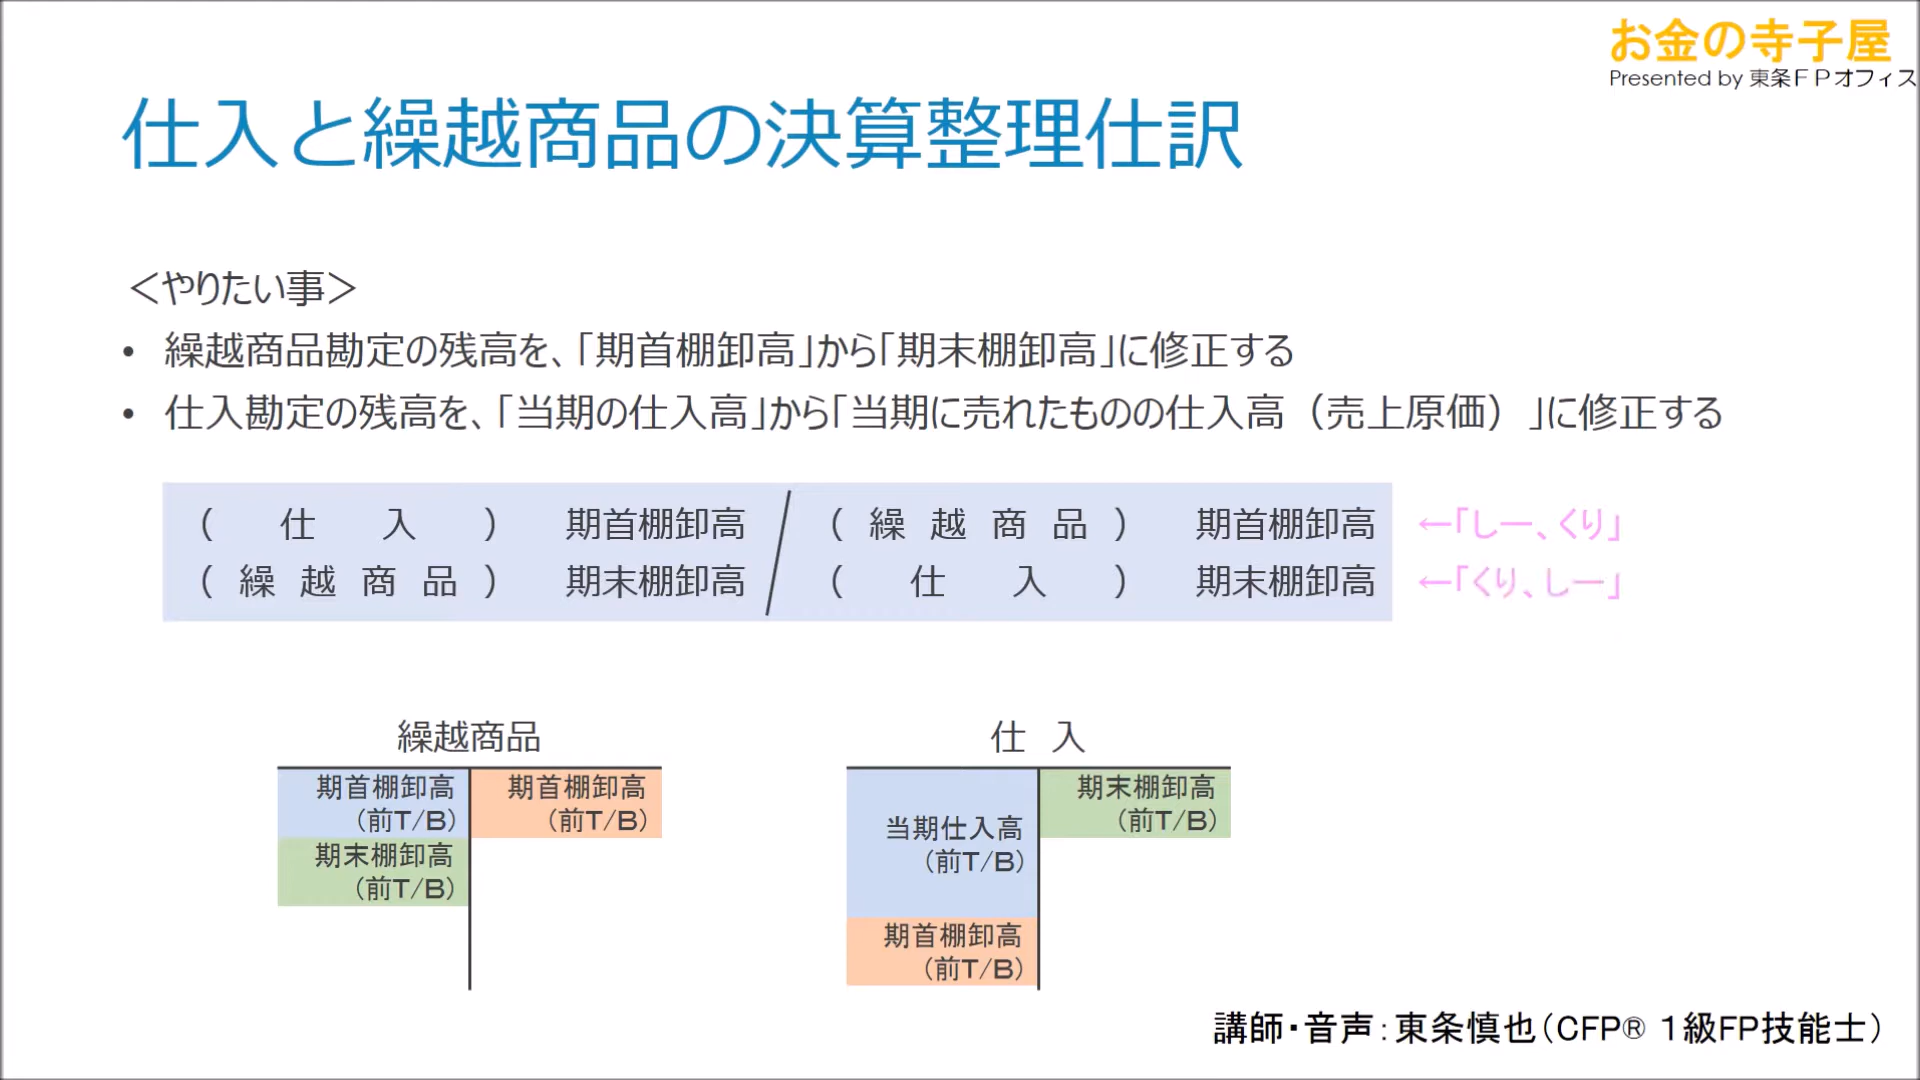 お金の寺子屋
Presented by 東条ＦＰオフィス
仕入と繰越商品の決算整理仕訳
＜やりたい事＞
• 繰越商品勘定の残高を、「期首棚卸高」から「期末棚卸高」に修正する
• 仕入勘定の残高を、「当期の仕入高」から「当期に売れたものの仕入高（売上原価）」に修正する
（ 仕 入 ） 期首棚卸高 / （ 繰 越 商 品 ） 期首棚卸高 ←「しー、くり」
（ 繰 越 商 品 ） 期末棚卸高 / （ 仕 入 ） 期末棚卸高 ←「くり、しー」
繰越商品
期首棚卸高
（前T/B）
期首棚卸高
（前T/B）
期末棚卸高
（前T/B）
仕 入
当期仕入高
（前T/B）
期末棚卸高
（前T/B）
期首棚卸高
（前T/B）
講師・音声：東条慎也（CFP® １級FP技能士）